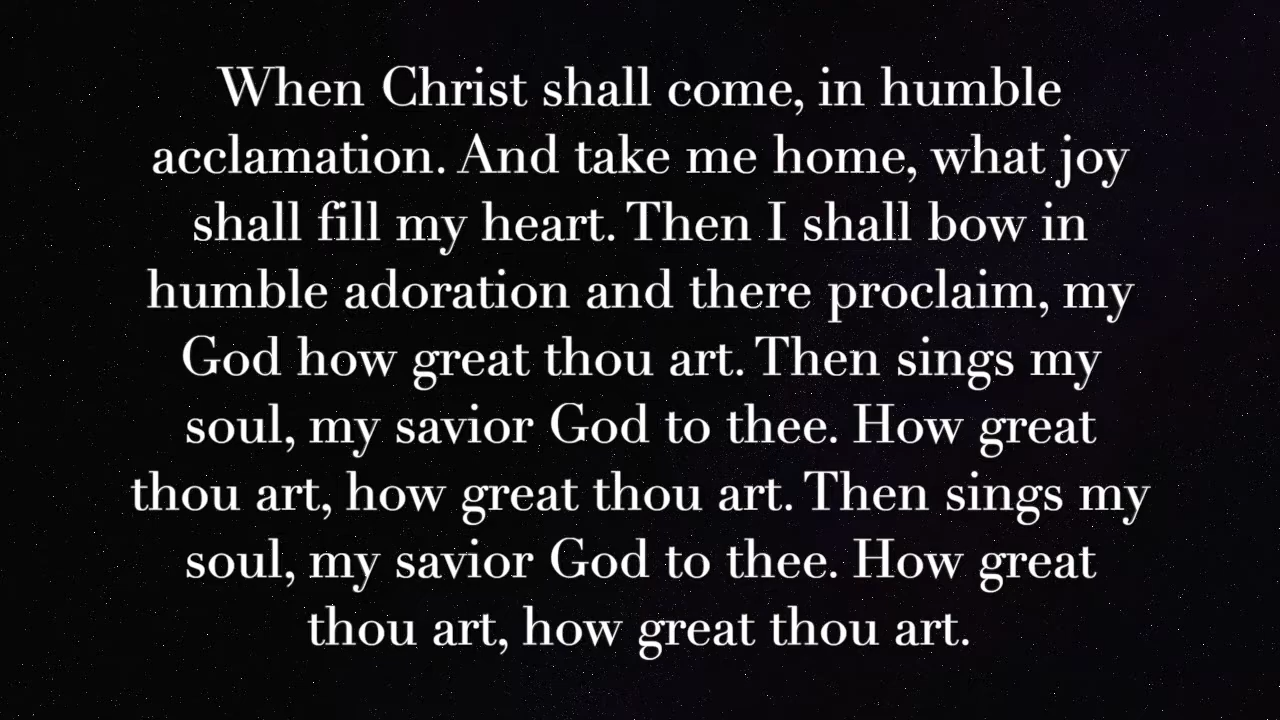 When Christ shall come, in humble
acclamation. And take me home, what joy
shall fill my heart. Then I shall bow in
humble adoration and there proclaim, my
God how great thou art. Then sings my
soul, my savior God to thee. How great
thou art, how great thou art. Then sings my
soul, my savior God to thee. How great
thou art, how great thou art.